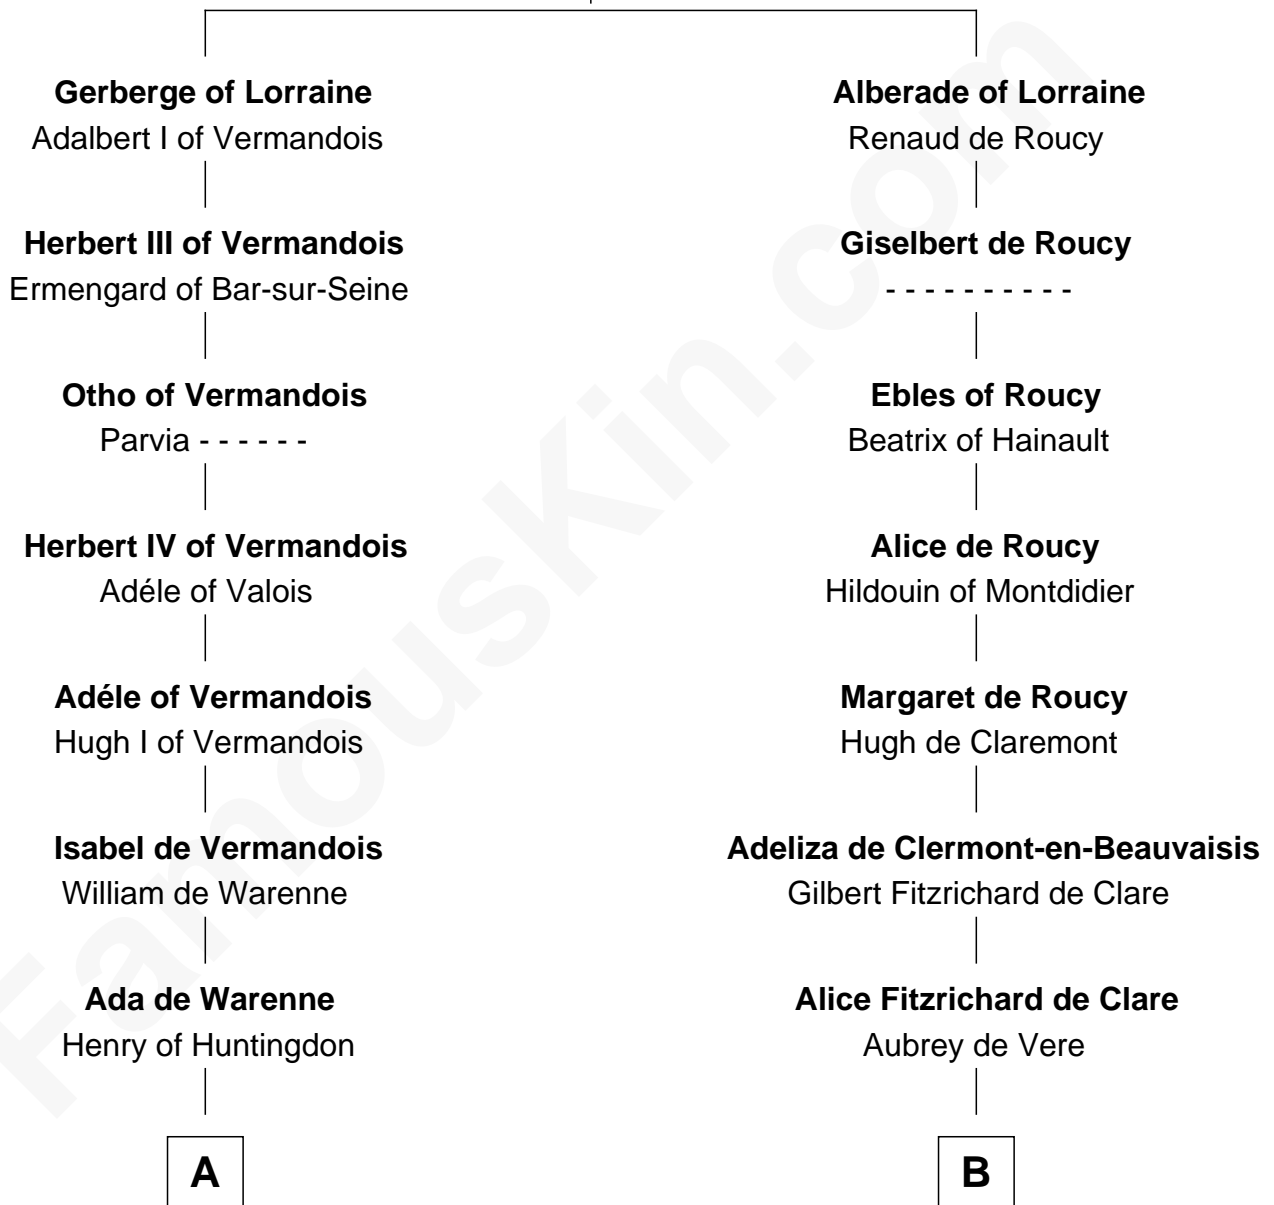 Gerberge of Lorraine
Adalbert I of Vermandois
Herbert III of Vermandois
Ermengard of Bar-sur-Seine
Otho of Vermandois
Parvia - - - - - -
Herbert IV of Vermandois
Adéle of Valois
Adéle of Vermandois
Hugh I of Vermandois
Isabel de Vermandois
William de Warenne
Ada de Warenne
Henry of Huntingdon
A
Alberade of Lorraine
Renaud de Roucy
Giselbert de Roucy
- - - - - - - - - -
Ebles of Roucy
Beatrix of Hainault
Alice de Roucy
Hildouin of Montdidier
Margaret de Roucy
Hugh de Claremont
Adeliza de Clermont-en-Beauvaisis
Gilbert Fitzrichard de Clare
Alice Fitzrichard de Clare
Aubrey de Vere
B
FamousKin.com